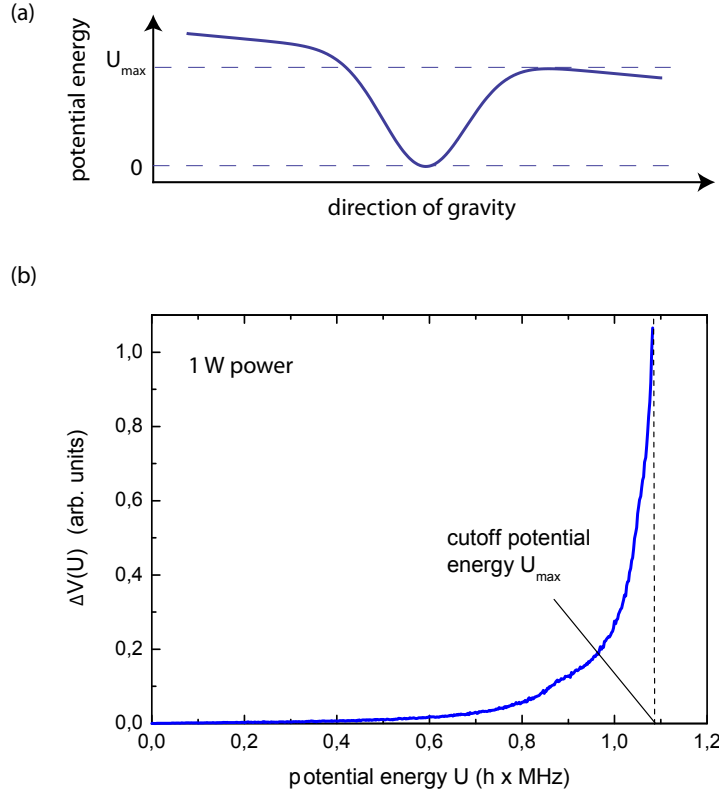 (a)
potential energy
U_max
0
direction of gravity
(b)
ΔV(U) (arb. units)
1,0
0,8
0,6
0,4
0,2
0,0
1 W power
cutoff potential
energy U_max
0,0 0,2 0,4 0,6 0,8 1,0 1,2
potential energy U (h x MHz)